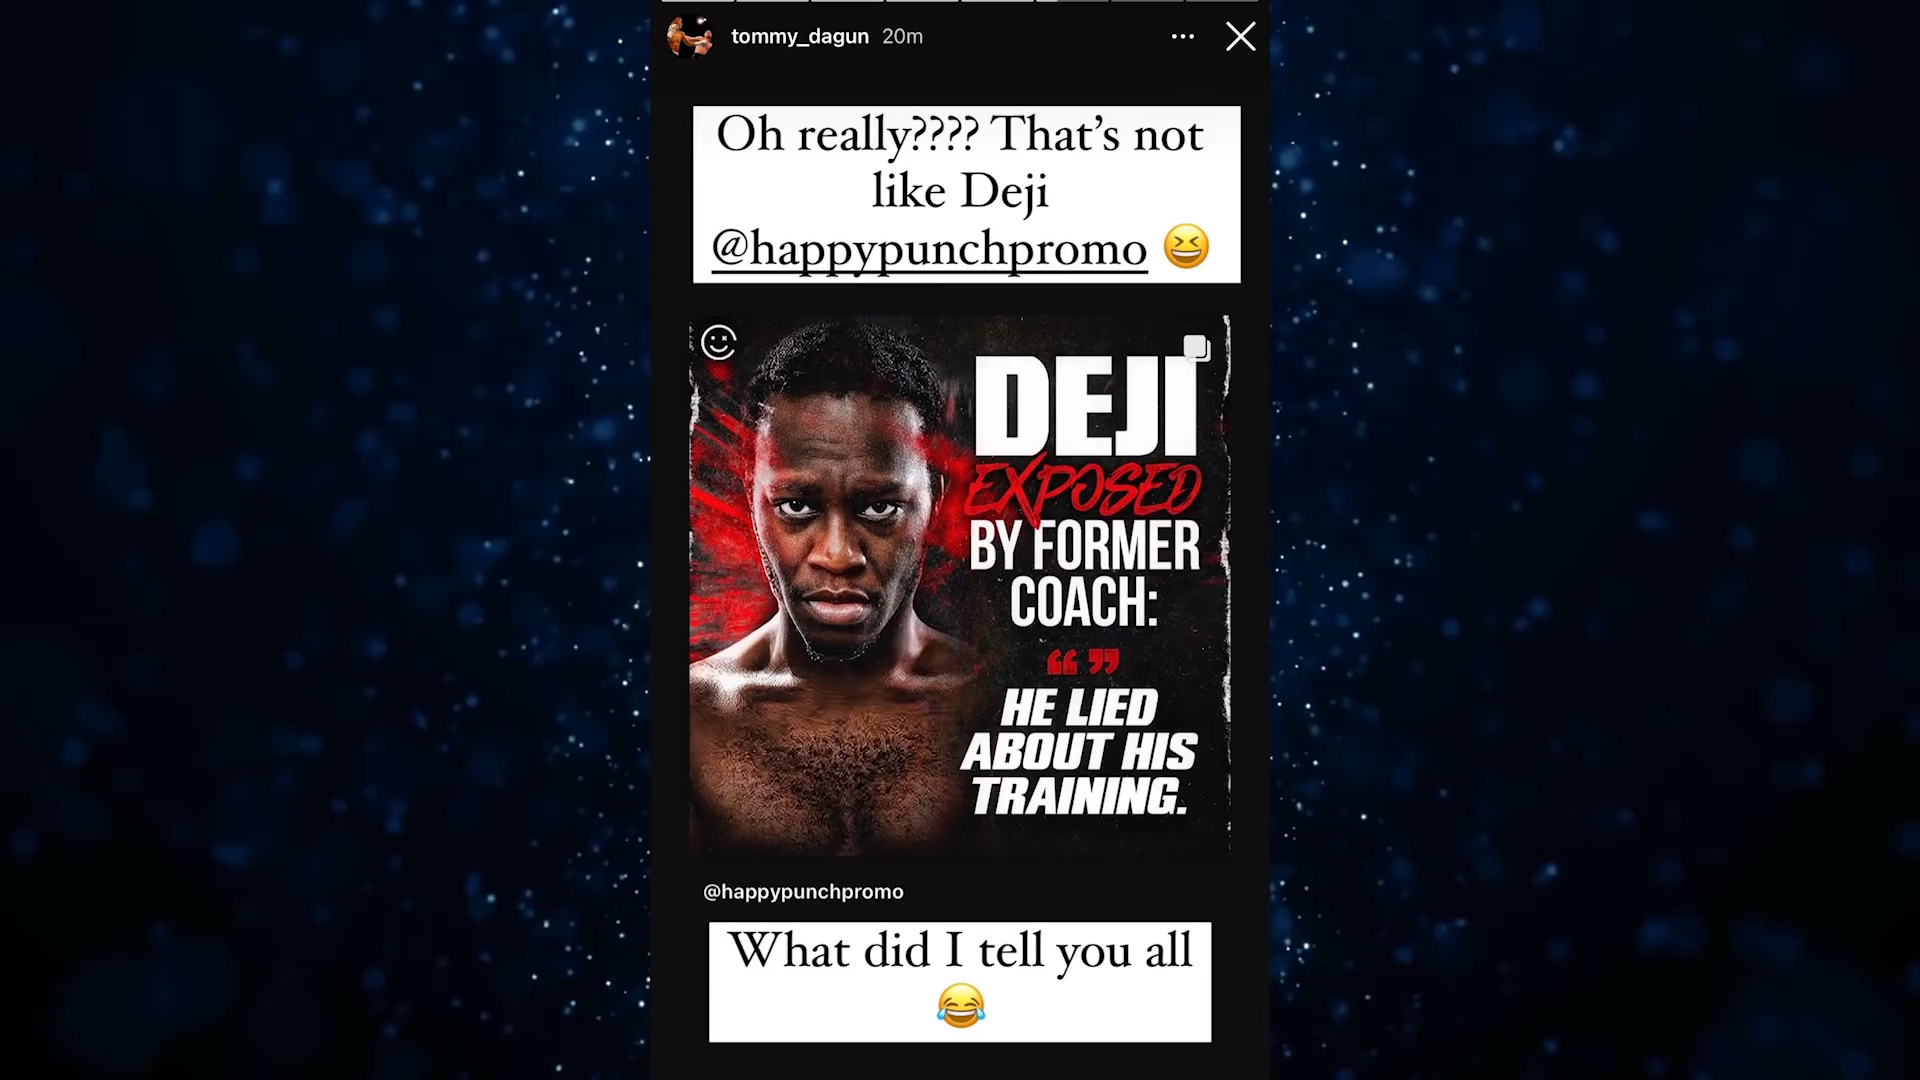 tommy_dagun 20m
Oh really???? That’s not
like Deji
@happypunchpromo 😆
DEJI
EXPOSED
BY FORMER
COACH:
“ ”
HE LIED
ABOUT HIS
TRAINING.
@happypunchpromo
What did I tell you all
😂